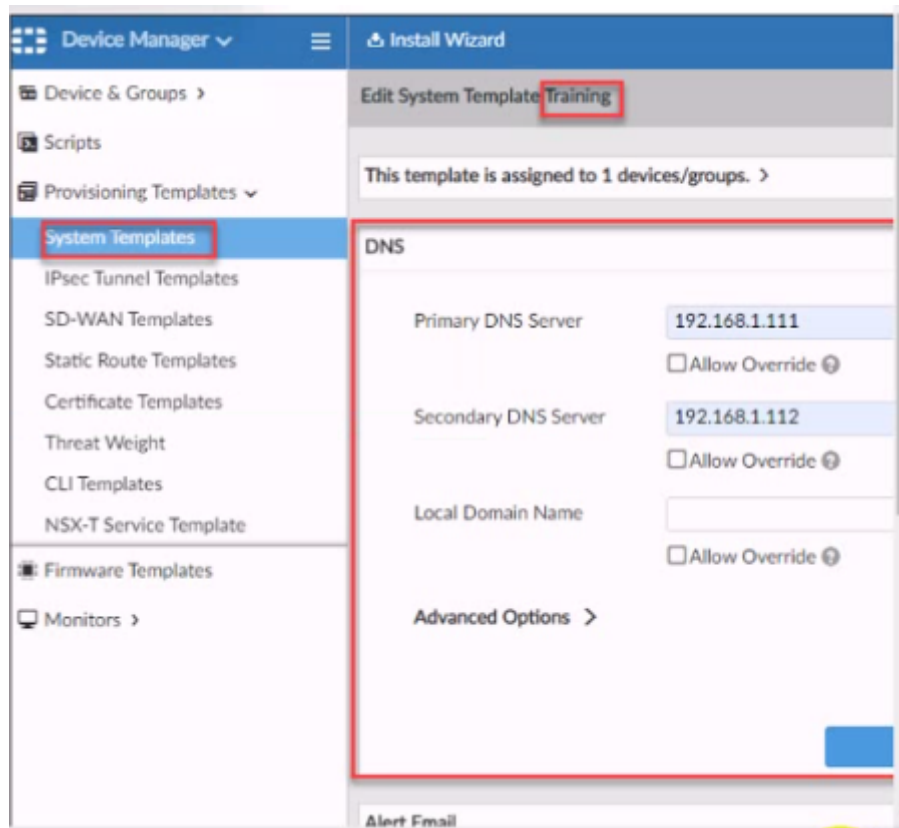 Device Manager
Install Wizard
Device & Groups >
Edit System Template Training
Scripts
This template is assigned to 1 devices/groups. >
Provisioning Templates
System Templates
DNS
IPsec Tunnel Templates
SD-WAN Templates
Primary DNS Server 192.168.1.111
Static Route Templates
Allow Override
Certificate Templates
Secondary DNS Server 192.168.1.112
Threat Weight
Allow Override
CLI Templates
Local Domain Name
NSX-T Service Template
Allow Override
Firmware Templates
Monitors >
Advanced Options >
Alert Email